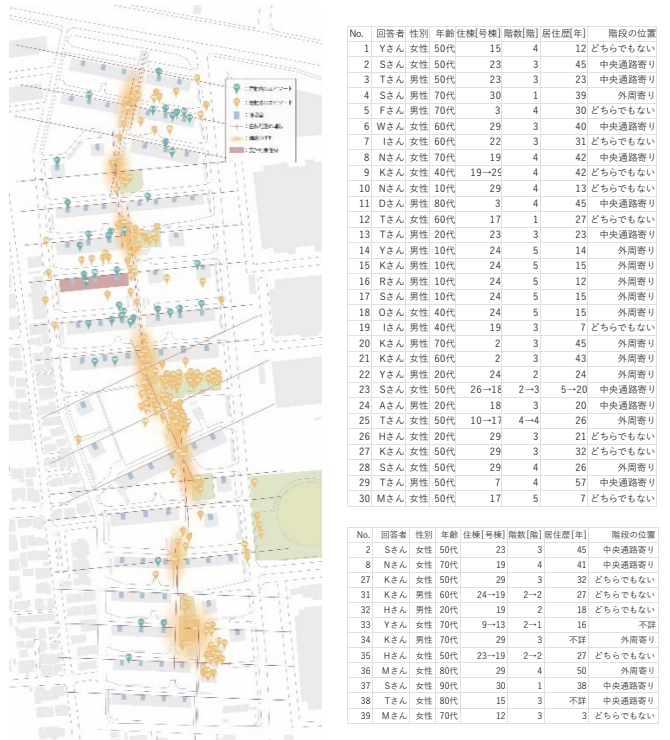 No. 回答者 性別 年齢 住棟[号棟] 階数[階] 居住歴[年] 階段の位置
1 Yさん 女性 50代 15 4 12 どちらでもない
2 Sさん 女性 50代 23 3 45 中央通路寄り
3 Tさん 男性 50代 23 3 23 中央通路寄り
4 Sさん 男性 70代 30 1 39 外周寄り
5 Fさん 男性 70代 3 4 30 どちらでもない
6 Wさん 女性 60代 29 3 40 中央通路寄り
7 Iさん 女性 60代 22 3 31 どちらでもない
8 Nさん 女性 70代 19 4 42 中央通路寄り
9 Kさん 女性 40代 19→29 4 42 どちらでもない
10 Nさん 女性 10代 29 4 13 どちらでもない
11 Dさん 男性 80代 3 4 45 中央通路寄り
12 Tさん 女性 60代 17 1 27 どちらでもない
13 Tさん 男性 20代 23 3 23 中央通路寄り
14 Yさん 男性 10代 24 5 14 外周寄り
15 Kさん 男性 10代 24 5 15 外周寄り
16 Rさん 男性 10代 24 5 12 外周寄り
17 Sさん 男性 10代 24 5 15 外周寄り
18 Oさん 女性 40代 24 5 15 外周寄り
19 Iさん 男性 40代 19 3 7 どちらでもない
20 Kさん 男性 70代 2 3 45 外周寄り
21 Kさん 女性 60代 2 3 43 外周寄り
22 Yさん 男性 20代 24 2 24 外周寄り
23 Sさん 女性 50代 26→18 2→3 5→20 中央通路寄り
24 Aさん 男性 20代 18 3 20 中央通路寄り
25 Tさん 女性 50代 10→17 4→4 26 外周寄り
26 Hさん 女性 20代 29 3 21 どちらでもない
27 Kさん 女性 50代 29 3 32 どちらでもない
28 Sさん 女性 50代 29 4 26 外周寄り
29 Tさん 男性 50代 7 4 57 中央通路寄り
30 Mさん 女性 50代 17 5 7 どちらでもない
No. 回答者 性別 年齢 住棟[号棟] 階数[階] 居住歴[年] 階段の位置
2 Sさん 女性 50代 23 3 45 中央通路寄り
8 Nさん 女性 70代 19 4 41 中央通路寄り
27 Kさん 女性 50代 29 3 32 どちらでもない
31 Kさん 男性 60代 24→19 2→2 27 どちらでもない
32 Hさん 男性 20代 19 2 18 どちらでもない
33 Yさん 女性 70代 9→13 2→1 16 不詳
34 Kさん 男性 70代 29 3 不詳 外周寄り
35 Hさん 女性 50代 23→19 2→2 27 どちらでもない
36 Mさん 女性 80代 29 4 50 外周寄り
37 Sさん 女性 90代 30 1 38 中央通路寄り
38 Tさん 女性 80代 15 3 不詳 中央通路寄り
39 Mさん 女性 70代 12 3 3 どちらでもない